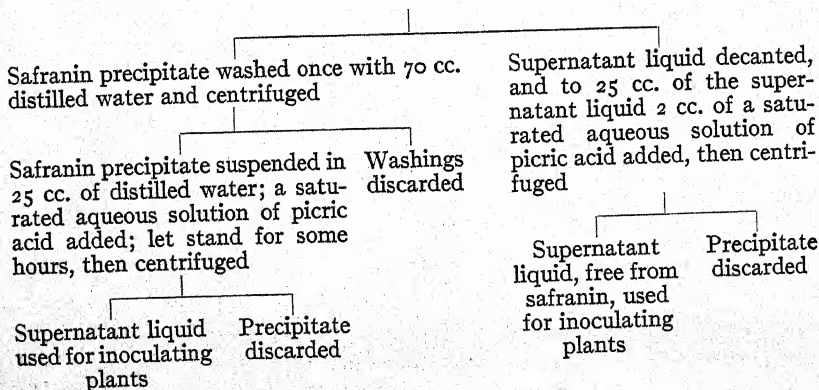 Safranin precipitate washed once with 70 cc.
distilled water and centrifuged
Supernatant liquid decanted,
and to 25 cc. of the super-
natant liquid 2 cc. of a satu-
rated aqueous solution of
picric acid added, then centri-
fuged
Safranin precipitate suspended in
25 cc. of distilled water; a satu-
rated aqueous solution of picric
acid added; let stand for some
hours, then centrifuged
Washings
discarded
Supernatant
liquid, free from
safranin, used
for inoculating
plants
Precipitate
discarded
Supernatant liquid
used for inoculating
plants
Precipitate
discarded